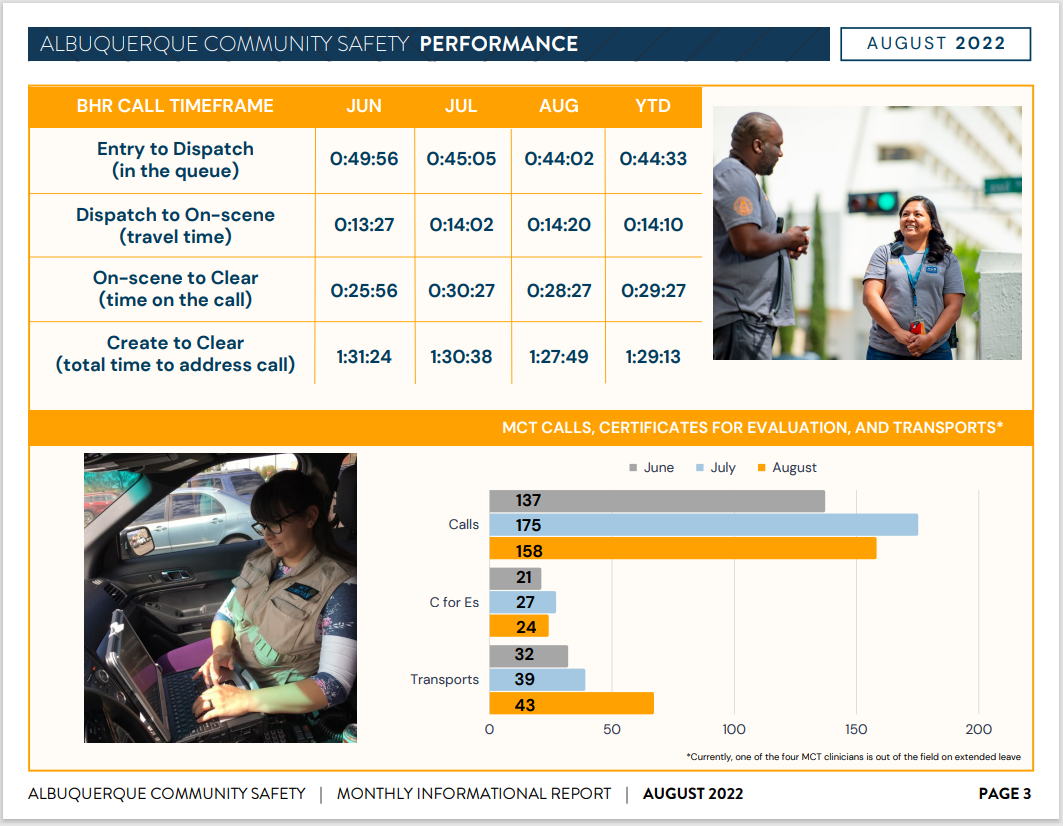 ALBUQUERQUE COMMUNITY SAFETY PERFORMANCE
AUGUST 2022
BHR CALL TIMEFRAME JUN JUL AUG YTD
Entry to Dispatch
(in the queue)
0:49:56 0:45:05 0:44:02 0:44:33
Dispatch to On-scene
(travel time)
0:13:27 0:14:02 0:14:20 0:14:10
On-scene to Clear
(time on the call)
0:25:56 0:30:27 0:28:27 0:29:27
Create to Clear
(total time to address call)
1:31:24 1:30:38 1:27:49 1:29:13
MCT CALLS, CERTIFICATES FOR EVALUATION, AND TRANSPORTS*
June July August
Calls
137
175
158
C for Es
21
27
24
Transports
32
39
43
0 50 100 150 200
*Currently, one of the four MCT clinicians is out of the field on extended leave
ALBUQUERQUE COMMUNITY SAFETY | MONTHLY INFORMATIONAL REPORT | AUGUST 2022
PAGE 3